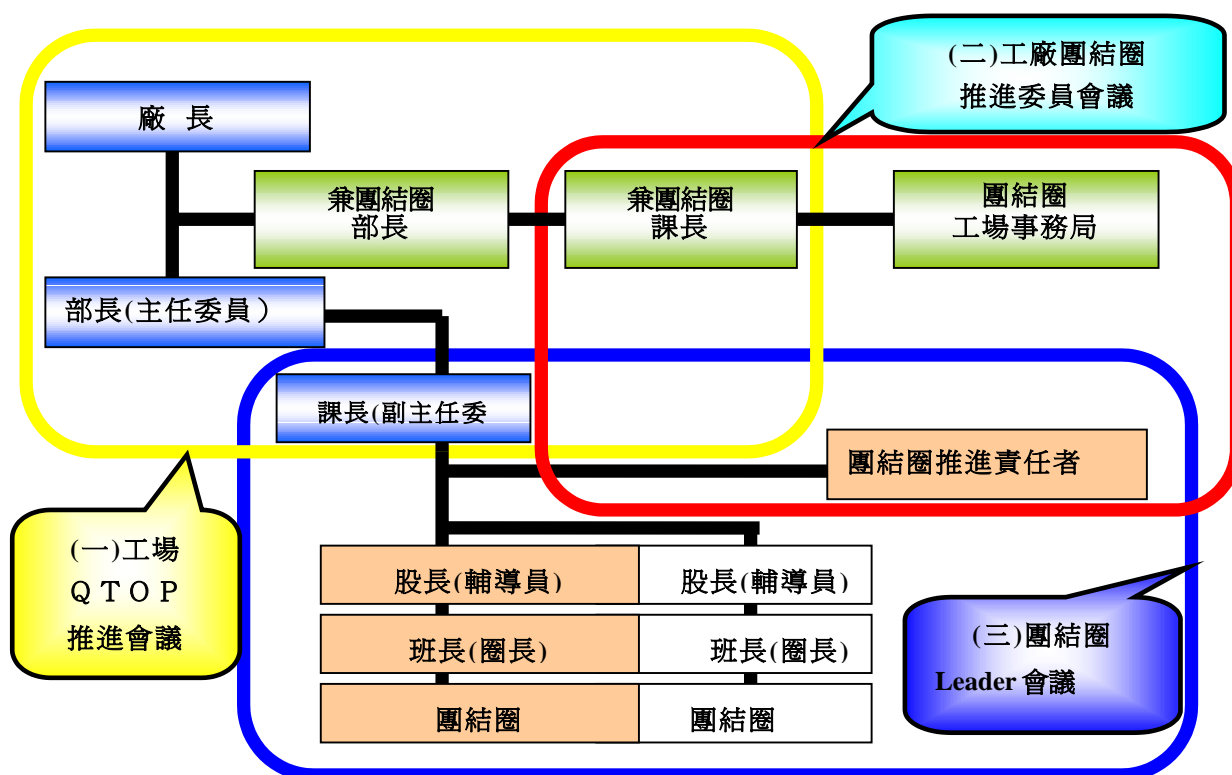 (二)工廠團結圈
推進委員會議
廠 長
兼團結圈
部長
兼團結圈
課長
團結圈
工場事務局
部長(主任委員）
課長(副主任委
團結圈推進責任者
(一)工場
ＱＴＯＰ
推進會議
股長(輔導員)
股長(輔導員)
班長(圈長)
班長(圈長)
團結圈
團結圈
(三)團結圈
Leader 會議